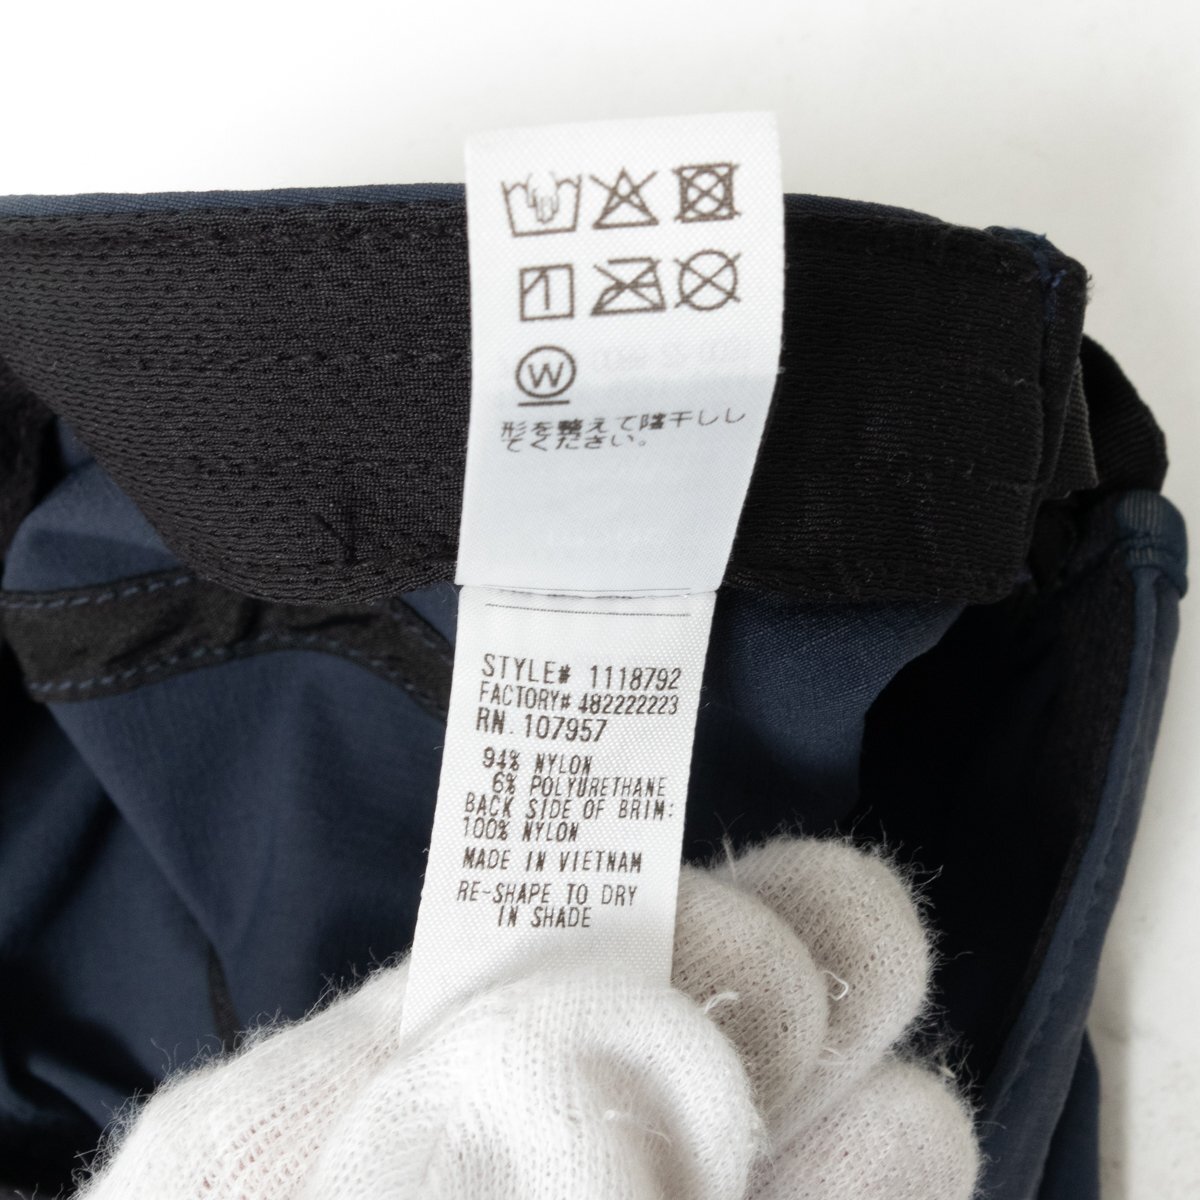 W
形を整えて陰干しし
てください。
STYLE# 1118792
FACTORY# 482222223
RN. 107957
94% NYLON
6% POLYURETHANE
BACK SIDE OF BRIM:
100% NYLON
MADE IN VIETNAM
RE-SHAPE TO DRY
IN SHADE